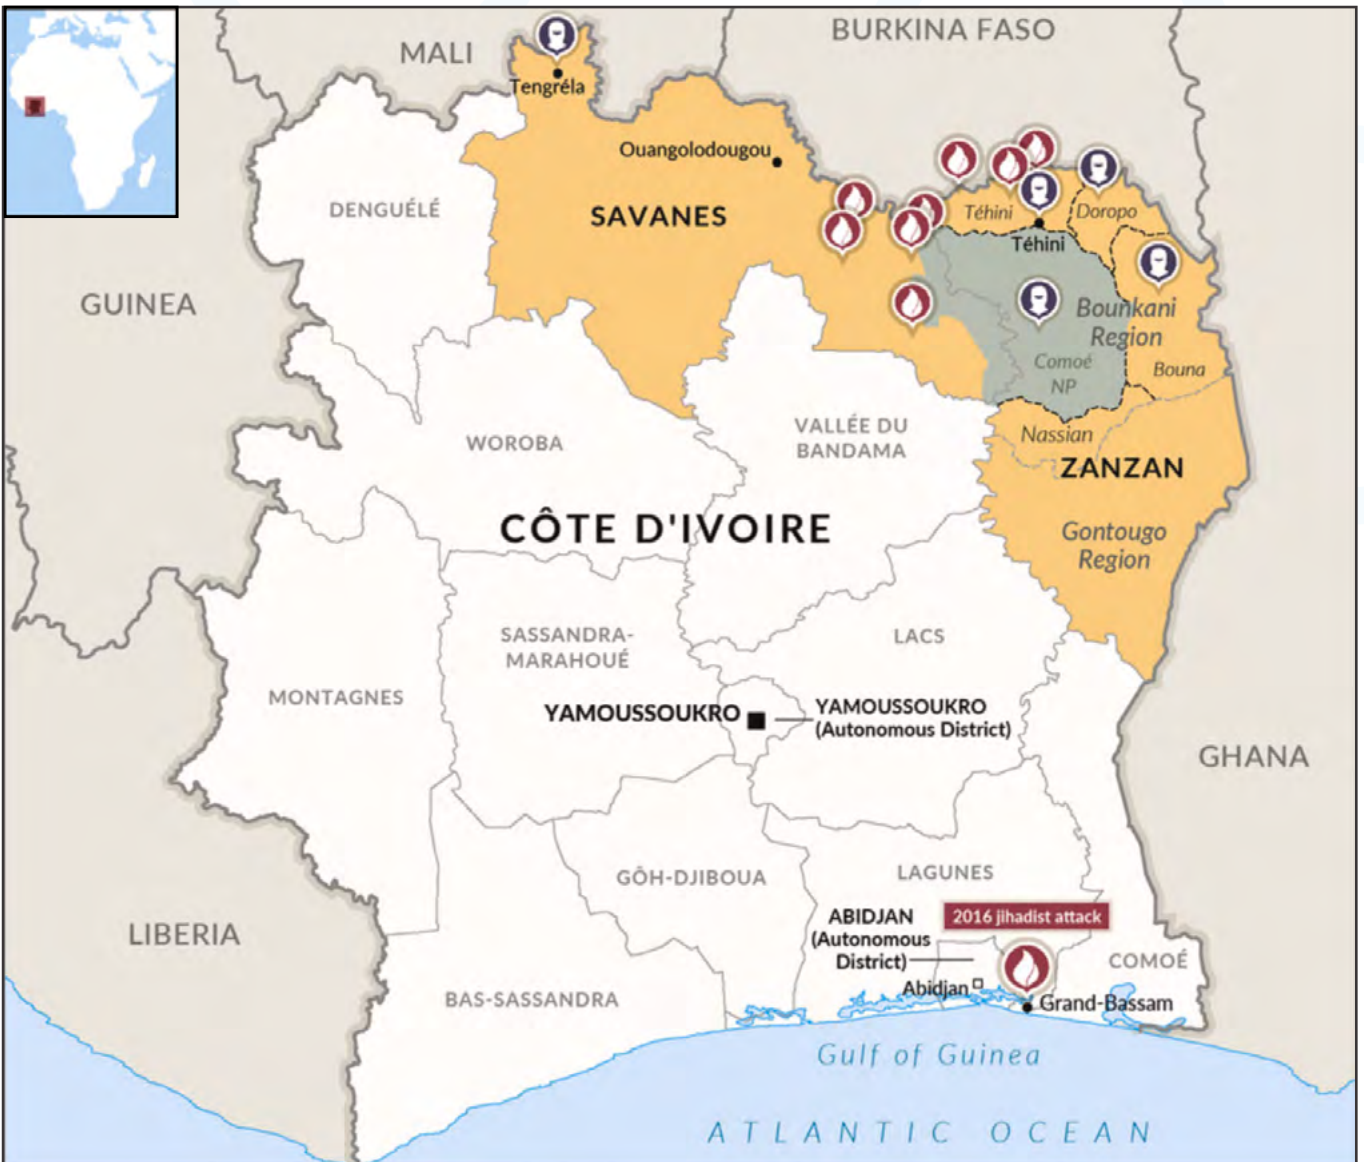 BURKINA FASO
MALI
Tengréla
Ouangolodougou
DENGUÉLÉ
SAVANES
Téhini
Doropo
Téhini
GUINEA
Bounkani
Region
Comoé
NP
Bouna
VALLÉE DU
BANDAMA
Nassian
WOROBA
ZANZAN
CÔTE D'IVOIRE
Gontougo
Region
SASSANDRA-
MARAHOUÉ
LACS
MONTAGNES
YAMOUSSOUKRO
YAMOUSSOUKRO
(Autonomous District)
GHANA
GÔH-DJIBOUA
LAGUNES
ABIDJAN
(Autonomous
District)
2016 jihadist attack
LIBERIA
COMOÉ
Abidjan
BAS-SASSANDRA
Grand-Bassam
Gulf of Guinea
ATLANTIC OCEAN